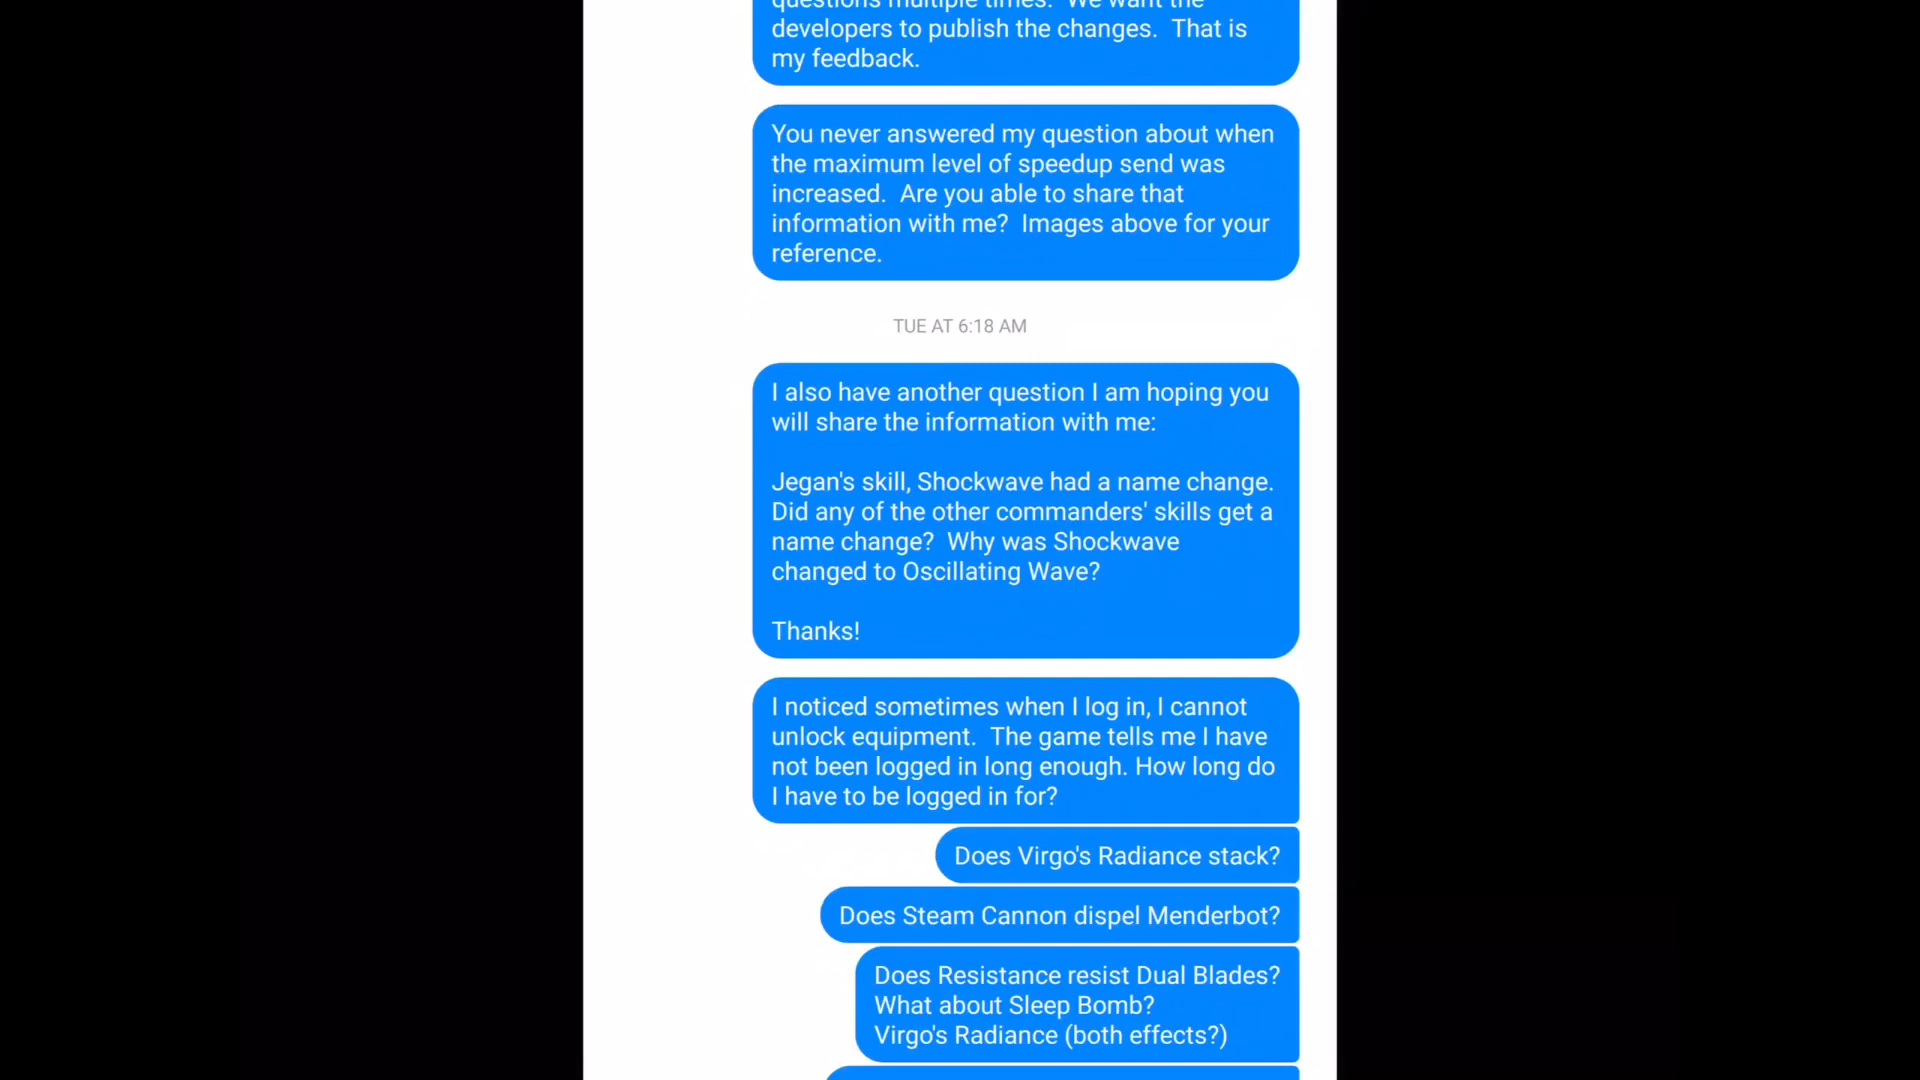 questions multiple times.  We want the
developers to publish the changes.  That is
my feedback.
You never answered my question about when
the maximum level of speedup send was
increased.  Are you able to share that
information with me?  Images above for your
reference.
TUE AT 6:18 AM
I also have another question I am hoping you
will share the information with me:
Jegan's skill, Shockwave had a name change.
Did any of the other commanders' skills get a
name change?  Why was Shockwave
changed to Oscillating Wave?
Thanks!
I noticed sometimes when I log in, I cannot
unlock equipment.  The game tells me I have
not been logged in long enough. How long do
I have to be logged in for?
Does Virgo's Radiance stack?
Does Steam Cannon dispel Menderbot?
Does Resistance resist Dual Blades?
What about Sleep Bomb?
Virgo's Radiance (both effects?)